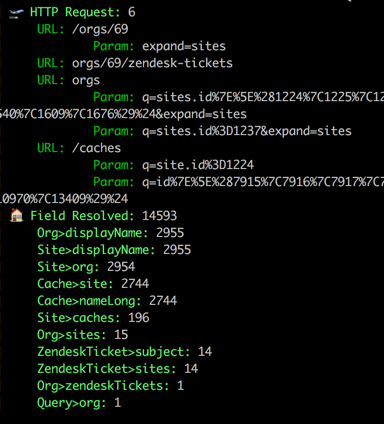 HTTP Request: 6
URL: /orgs/69
Param: expand=sites
URL: orgs/69/zendesk-tickets
URL: orgs
Param: q=sites.id%7E%5E%281224%7C1225%7C12
540%7C1609%7C1676%29%24&expand=sites
Param: q=sites.id%3D1237&expand=sites
URL: /caches
Param: q=site.id%3D1224
Param: q=id%7E%5E%287915%7C7916%7C7917%7C7
10970%7C13409%29%24
Field Resolved: 14593
Org>displayName: 2955
Site>displayName: 2955
Site>org: 2954
Cache>site: 2744
Cache>nameLong: 2744
Site>caches: 196
Org>sites: 15
ZendeskTicket>subject: 14
ZendeskTicket>sites: 14
Org>zendeskTickets: 1
Query>org: 1